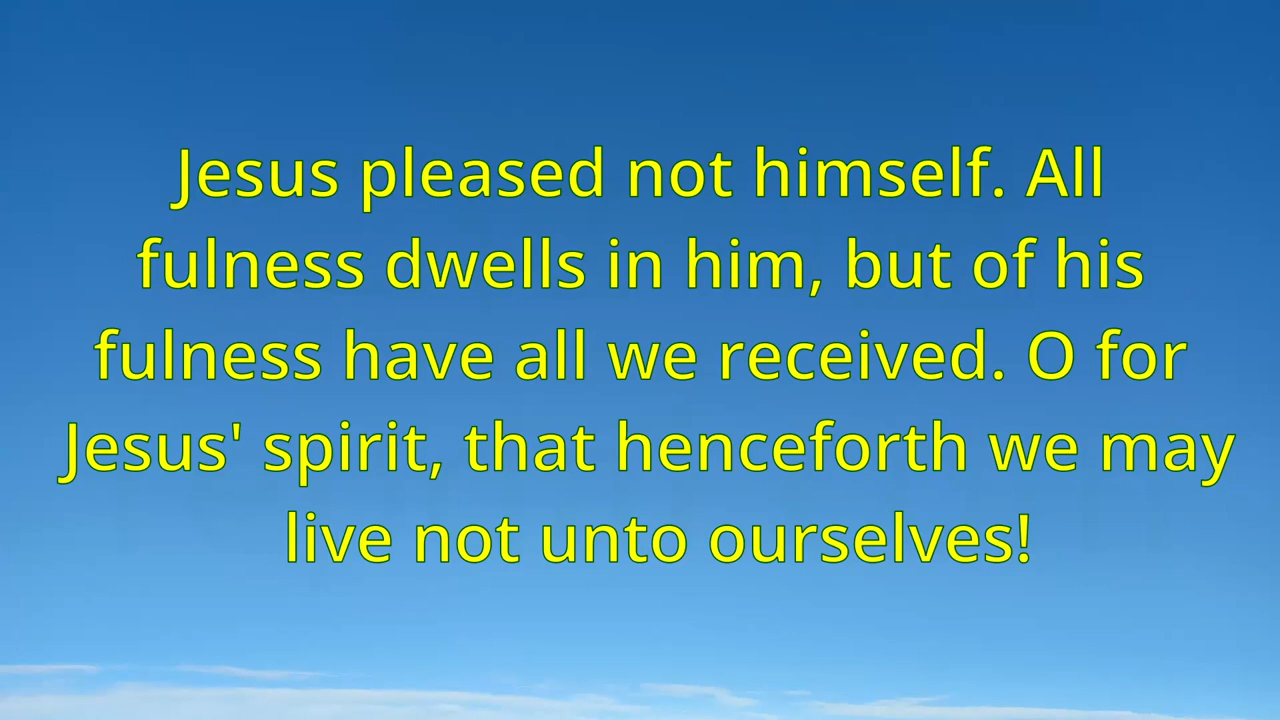 Jesus pleased not himself. All
fulness dwells in him, but of his
fulness have all we received. O for
Jesus' spirit, that henceforth we may
live not unto ourselves!